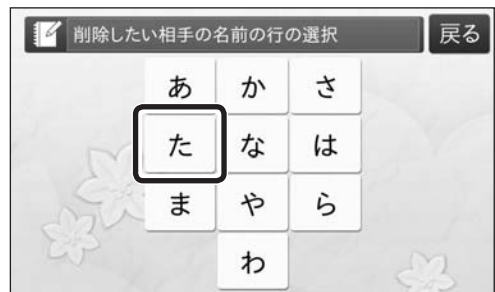 削除したい相手の名前の行の選択 戻る
あ か さ
た な は
ま や ら
わ